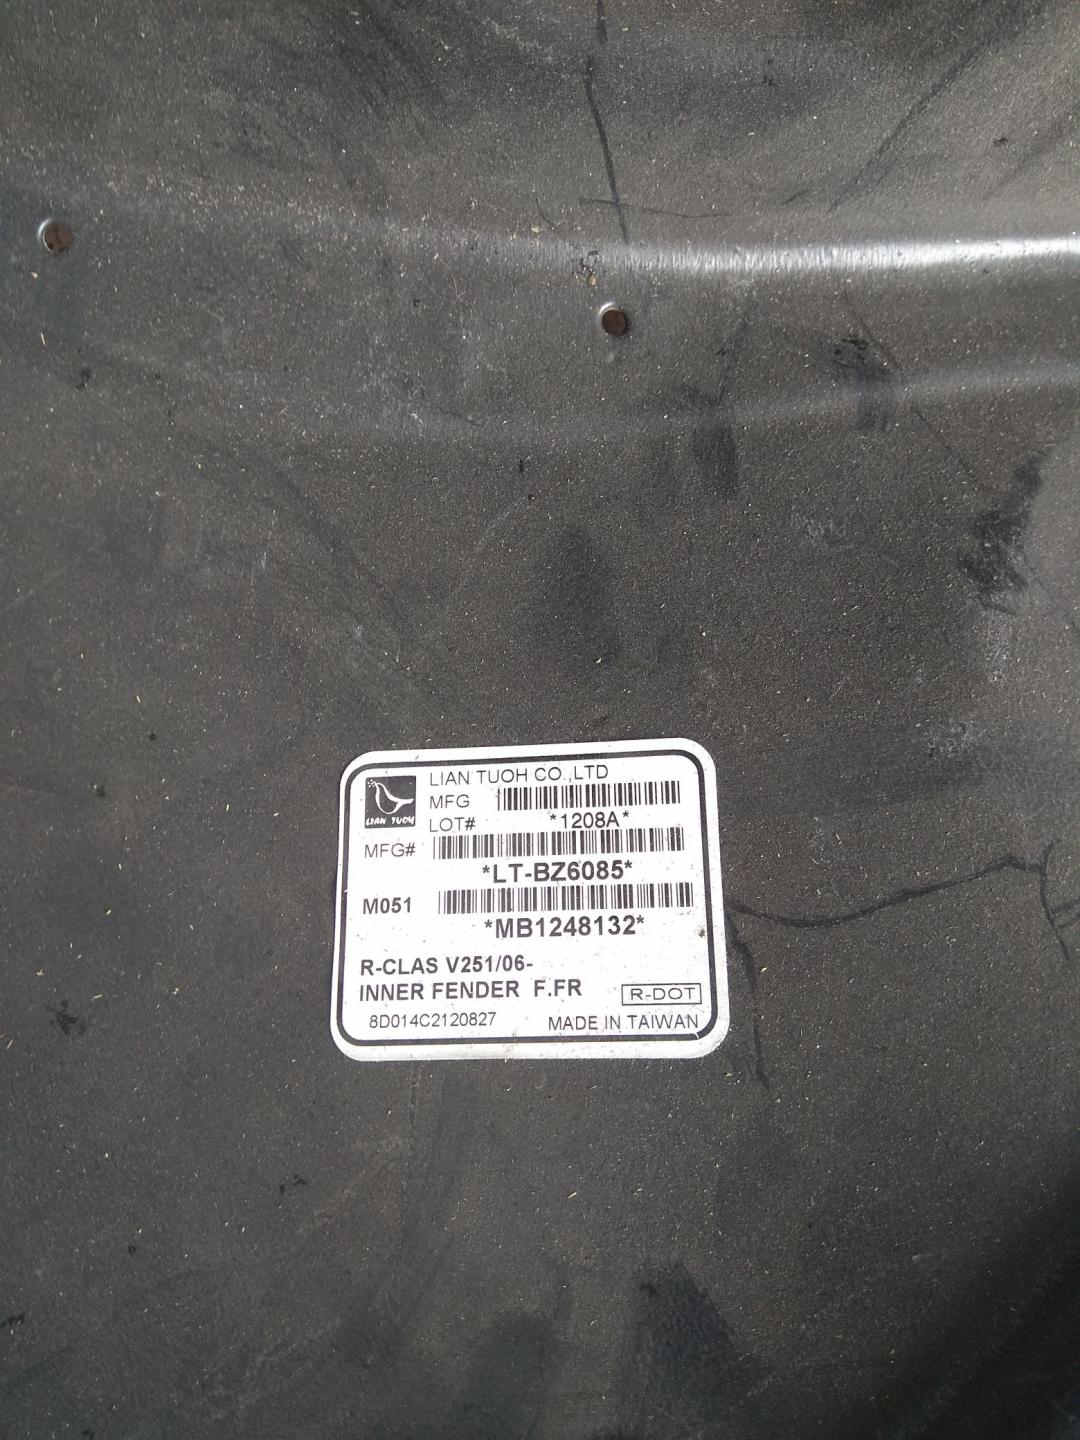 LIAN TUOH CO.,LTD
LIAN TUOH
MFG
LOT# *1208A*
MFG#
*LT-BZ6085*
M051
*MB1248132*
R-CLAS V251/06-
INNER FENDER F.FR R-DOT
8D014C2120827 MADE IN TAIWAN